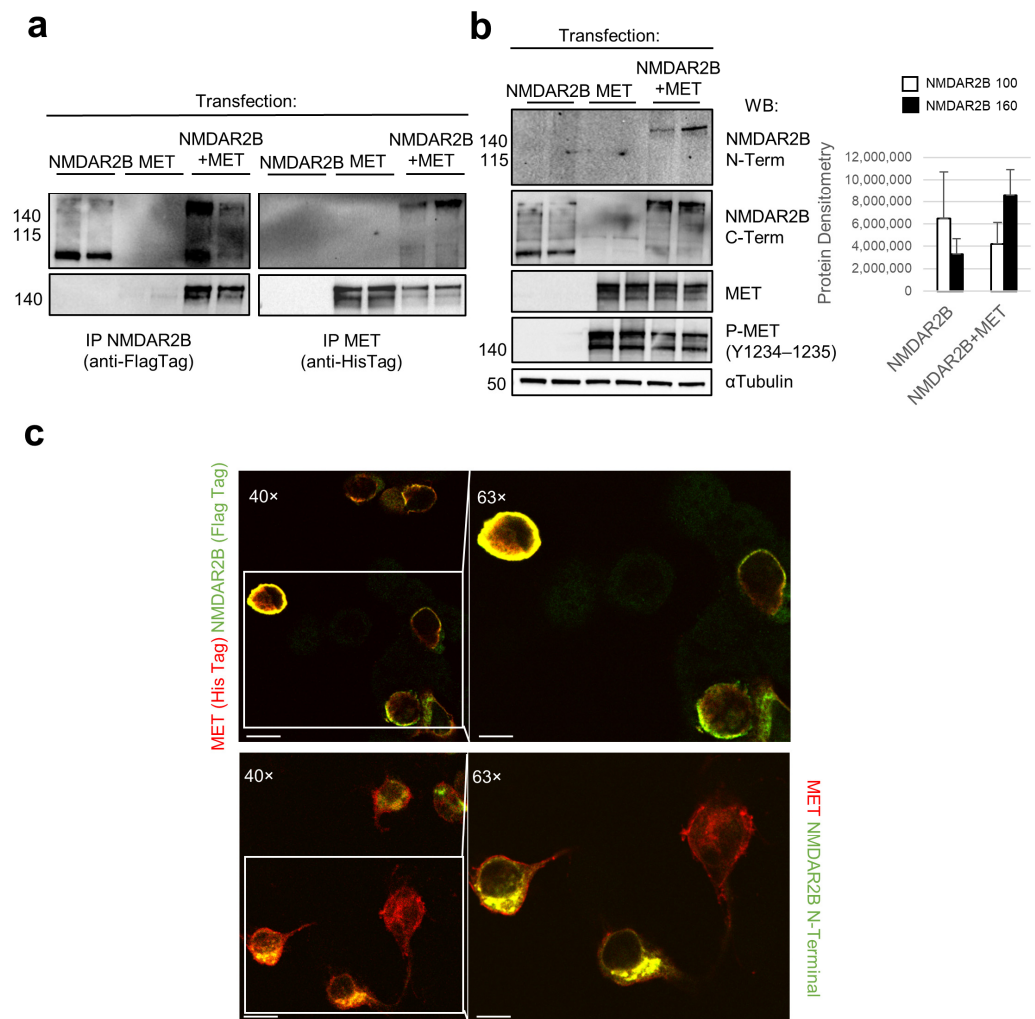 a
Transfection:
NMDAR2B MET NMDAR2B
+MET
NMDAR2B MET NMDAR2B
+MET
140
115
140
IP NMDAR2B
(anti-FlagTag)
IP MET
(anti-HisTag)
b
Transfection:
NMDAR2B MET NMDAR2B
+MET
WB:
140
115
NMDAR2B
N-Term
NMDAR2B
C-Term
MET
P-MET
(Y1234–1235)
140
αTubulin
50
NMDAR2B 100
NMDAR2B 160
Protein Densitometry
12,000,000
10,000,000
8,000,000
6,000,000
4,000,000
2,000,000
0
NMDAR2B
NMDAR2B+MET
c
MET (His Tag) NMDAR2B (Flag Tag)
40×
63×
40×
63×
MET NMDAR2B N-Terminal